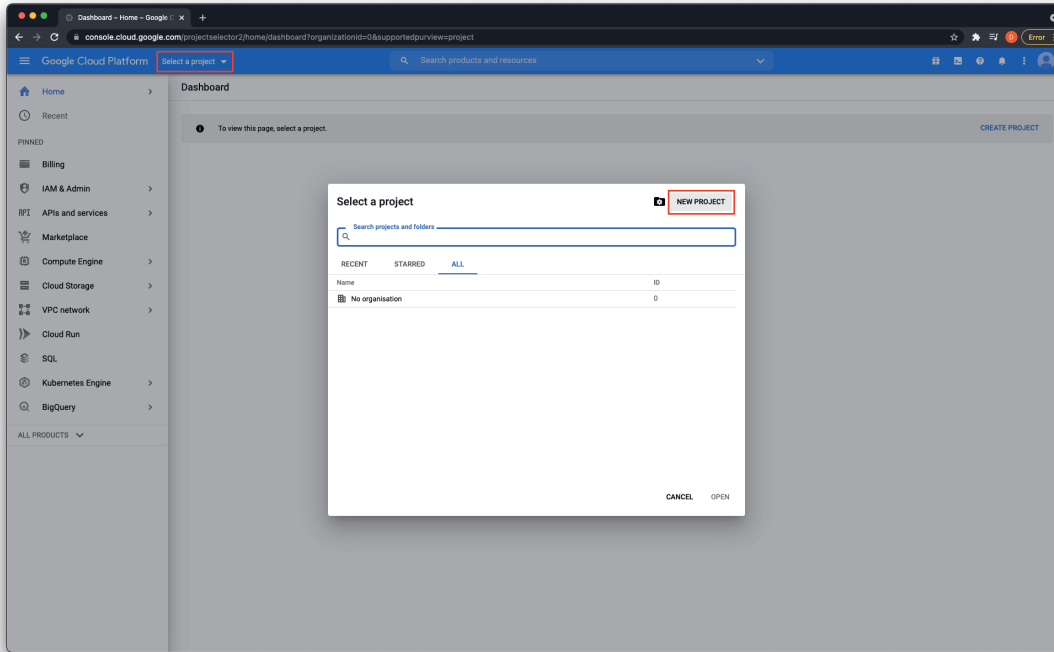 Dashboard – Home – Google C
console.cloud.google.com/projectselector2/home/dashboard?organizationId=0&supportedpurview=project
D
Error
Google Cloud Platform
Select a project
Search products and resources
Home
Dashboard
Recent
To view this page, select a project.
CREATE PROJECT
PINNED
Billing
IAM & Admin
API APIs and services
Marketplace
Compute Engine
Cloud Storage
VPC network
Cloud Run
SQL
Kubernetes Engine
BigQuery
ALL PRODUCTS
Select a project
NEW PROJECT
Search projects and folders
RECENT STARRED ALL
Name ID
No organisation 0
CANCEL OPEN